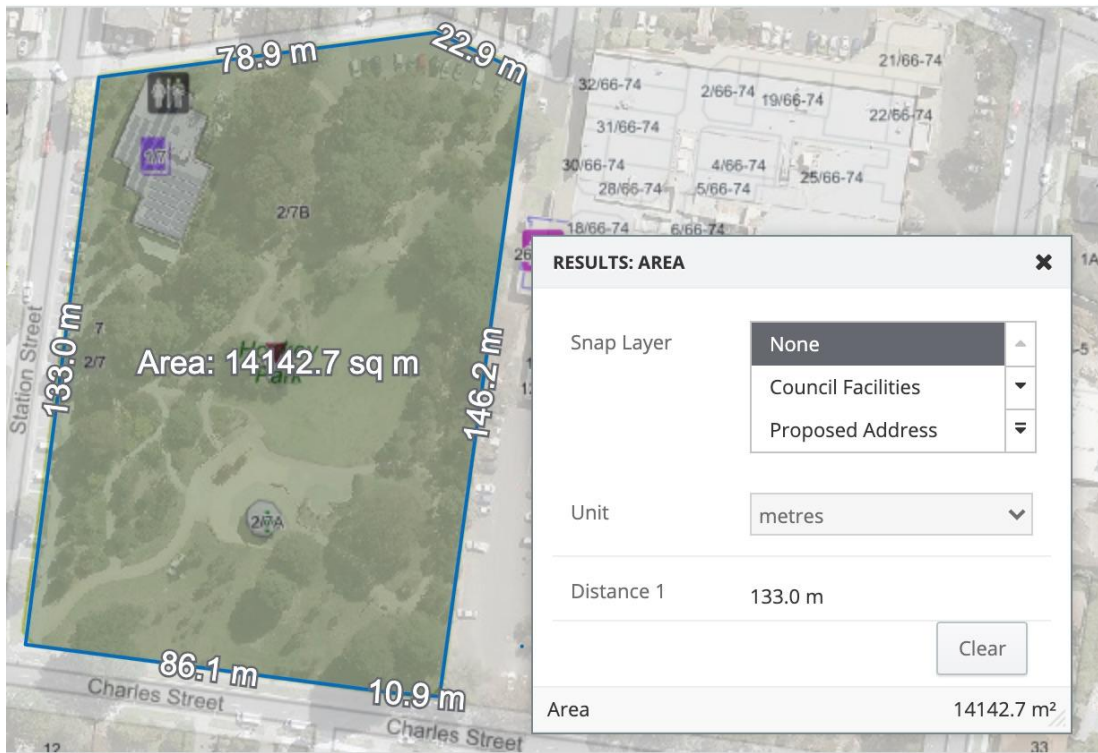 78.9 m
22.9 m
21/66-74
32/66-74
2/66-74
19/66-74
22/66-74
31/66-74
30/66-74
4/66-74
25/66-74
28/66-74
5/66-74
2/7B
18/66-74
6/66-74
26
RESULTS: AREA
1A
Station Street
133.0 m
7
2/7
Area: 14142.7 sq m
Park
146.2 m
Snap Layer
None
Council Facilities
Proposed Address
-5
2/7A
Unit
metres
Distance 1
133.0 m
Clear
86.1 m
10.9 m
Charles Street
Charles Street
Area
14142.7 m²
12
33